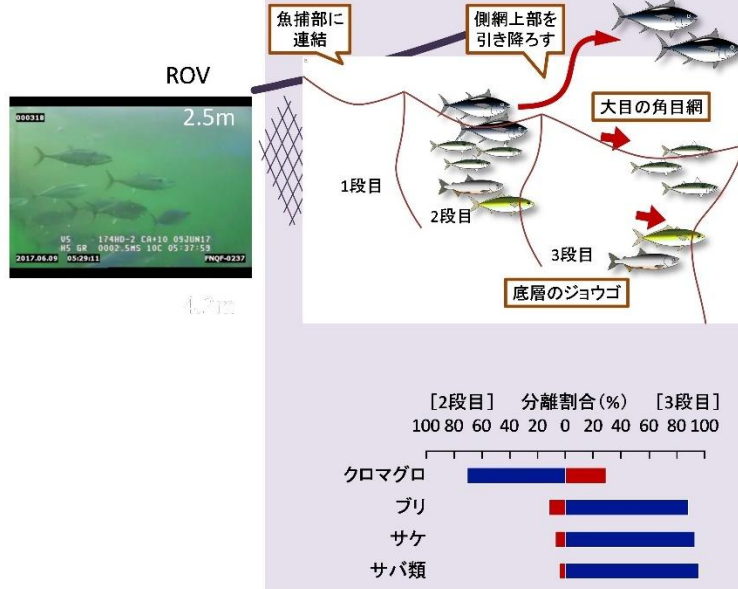 魚捕部に
連結
側網上部を
引き降ろす
ROV
大目の角目網
000318
2.5m
1段目
2段目
3段目
VS 174HD-2 CA+10 09JUN17
HS GR 0002.5MS 10C 05:37:59
2017.06.09 05:29:11 FNQF-0237
底層のジョウゴ
[2段目] 分離割合(%) [3段目]
100 80 60 40 20 0 20 40 60 80 100
クロマグロ
ブリ
サケ
サバ類